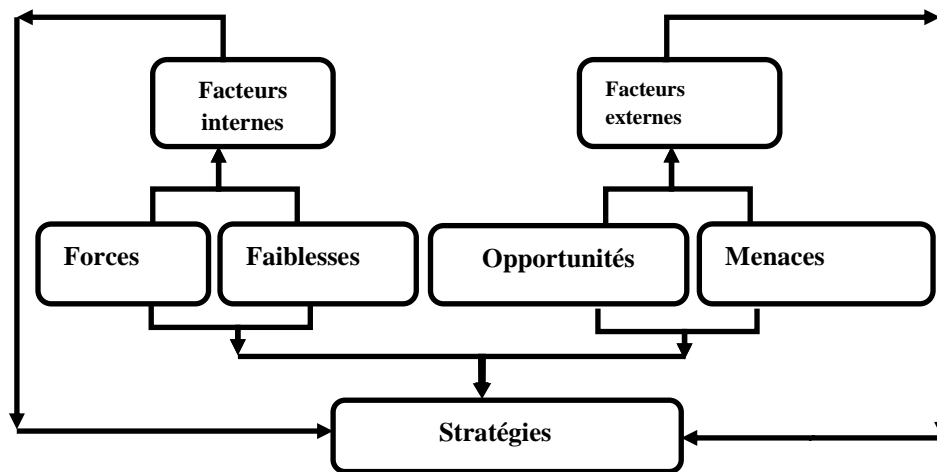 Facteurs
internes
Facteurs
externes
Forces
Faiblesses
Opportunités
Menaces
Stratégies